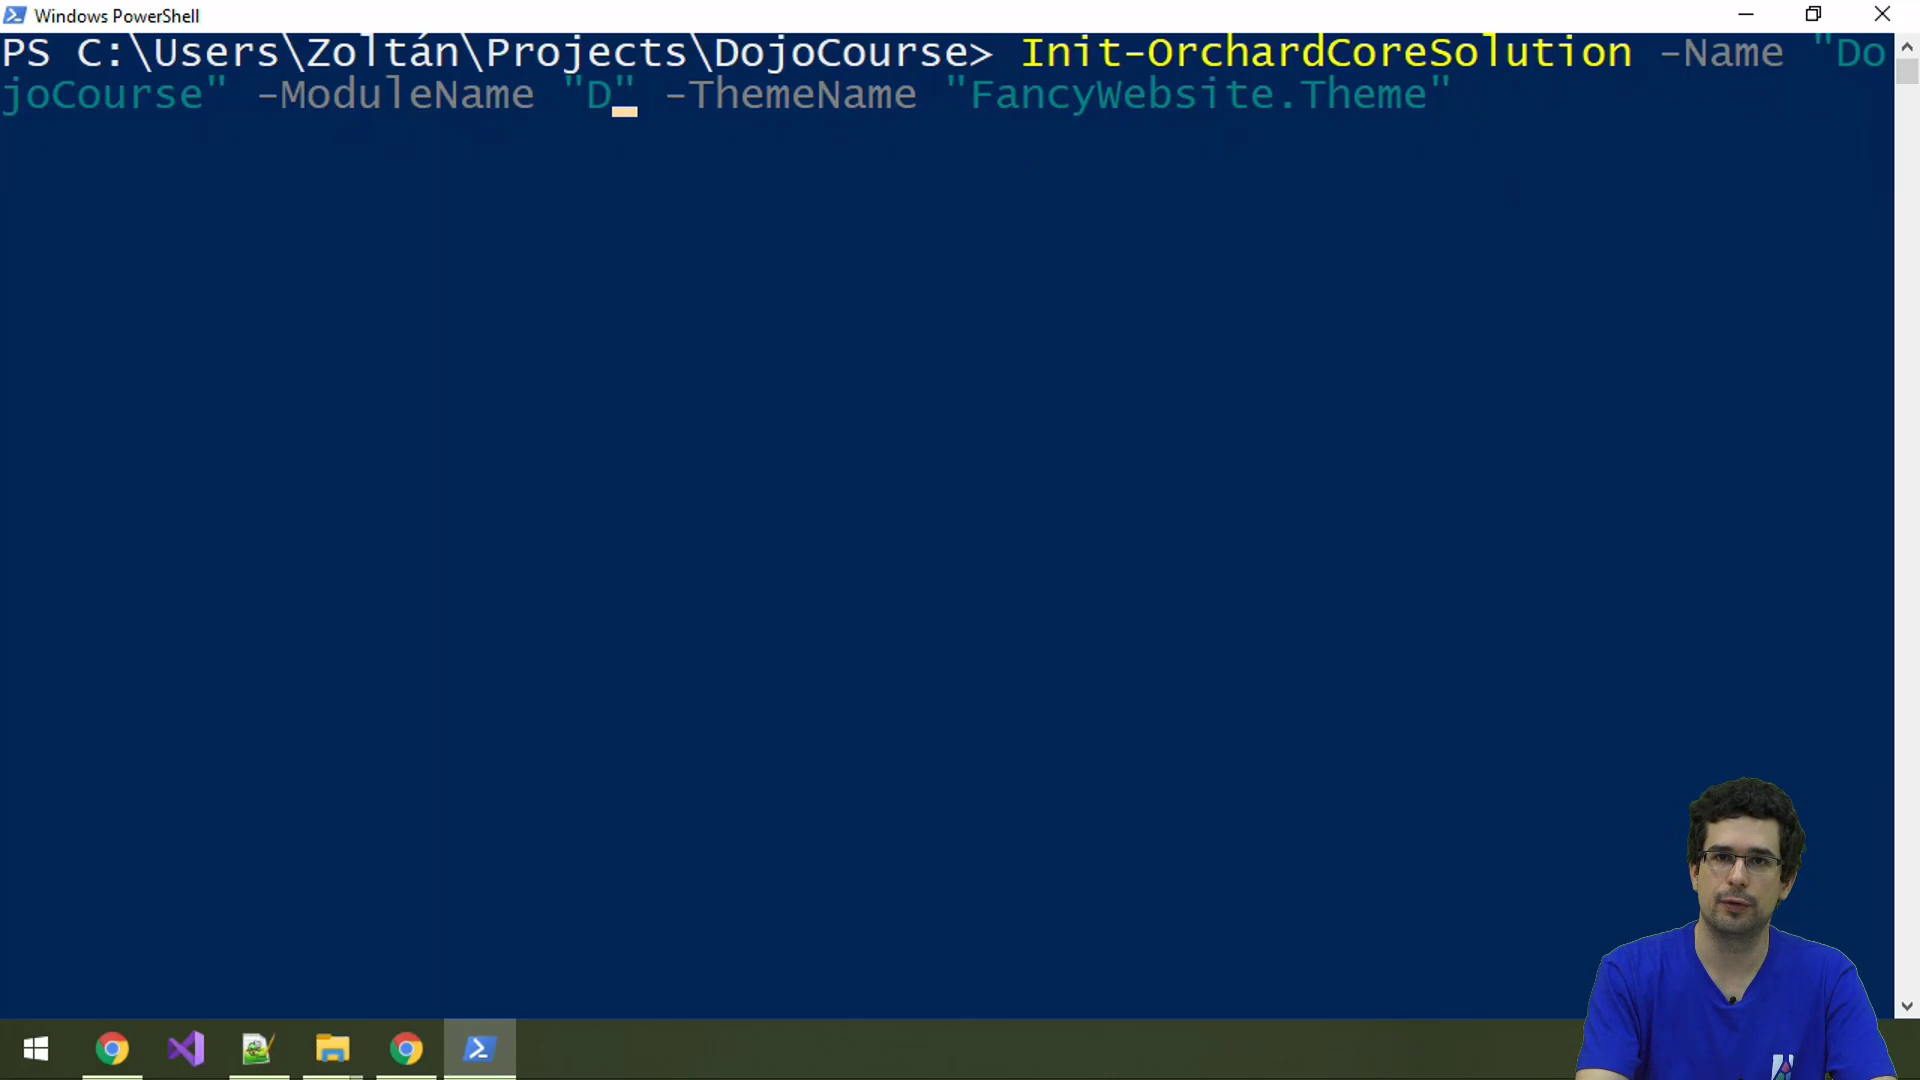 Windows PowerShell
PS C:\Users\Zoltán\Projects\DojoCourse> Init-OrchardCoreSolution -Name "Do
joCourse" -ModuleName "D" -ThemeName "FancyWebsite.Theme"